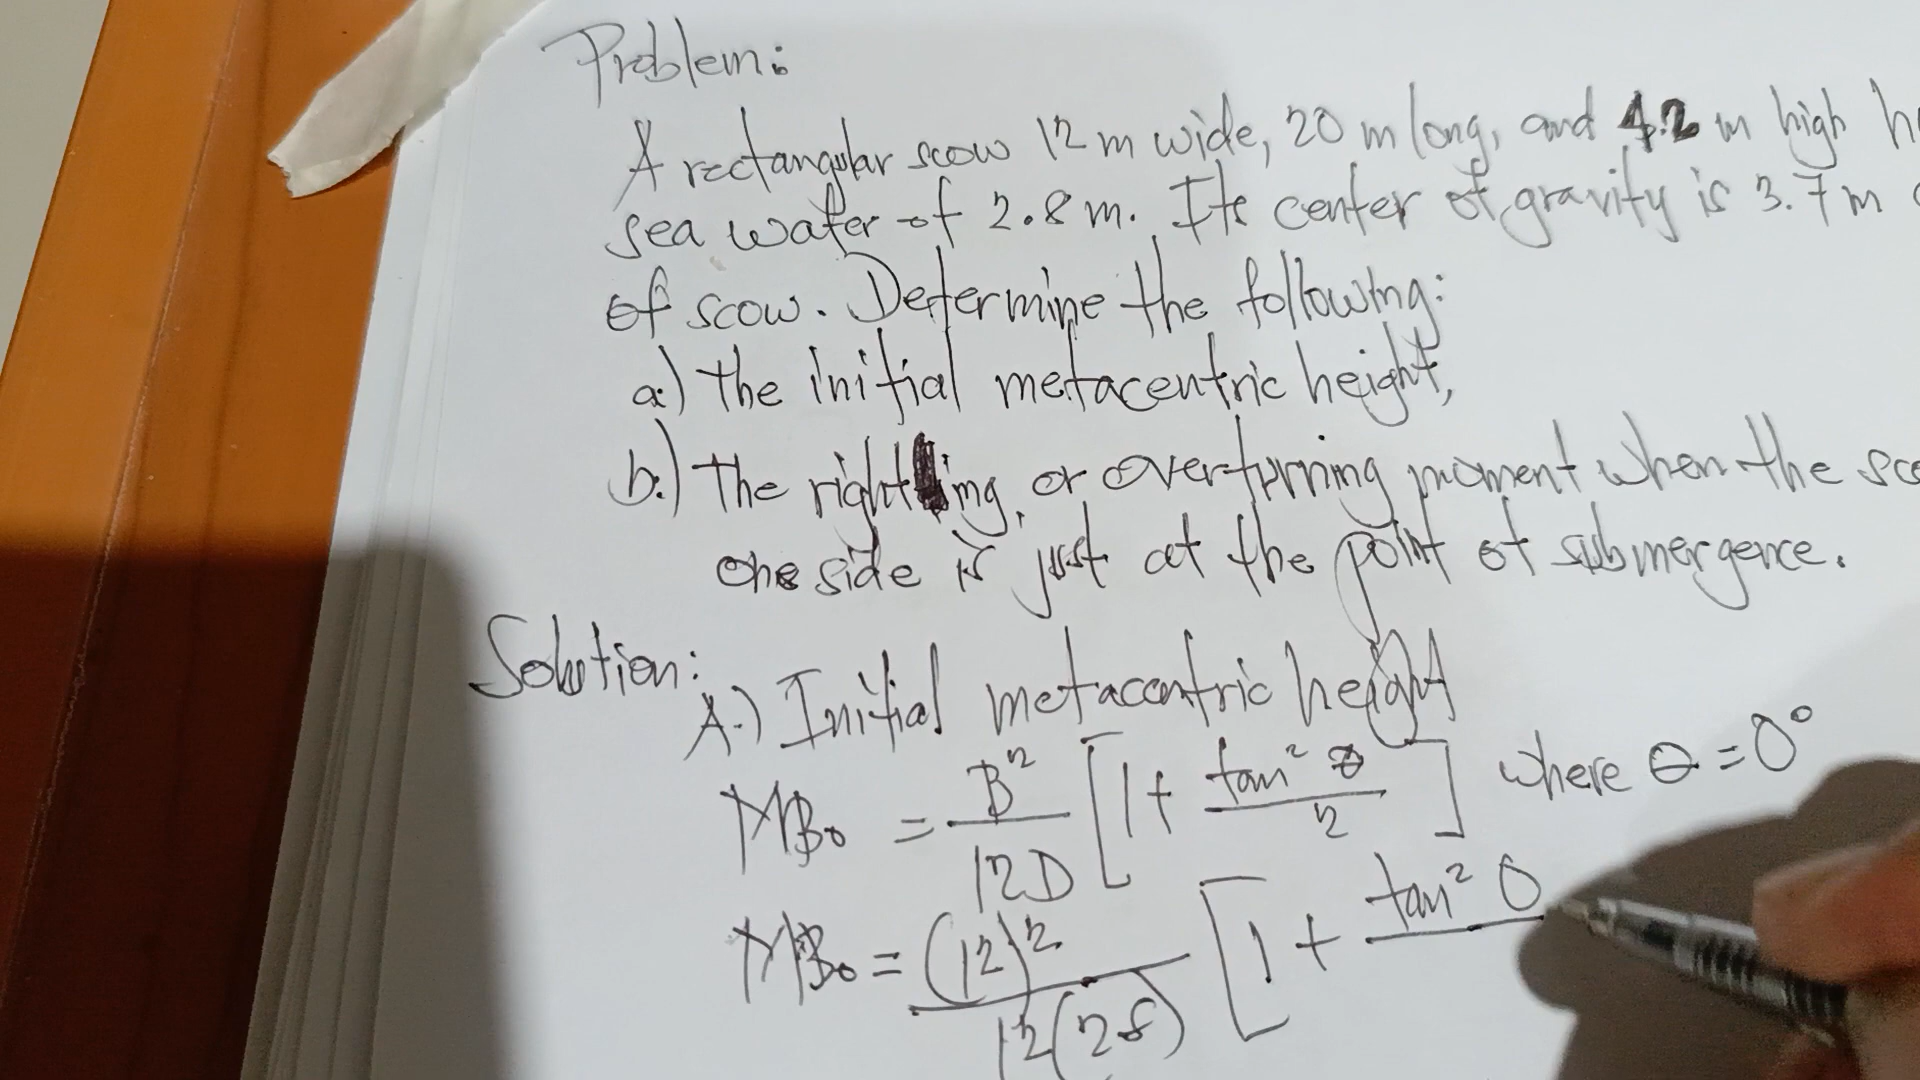 Problem:
A rectangular scow 12 m wide, 20 m long, and 4.2 m high
sea water of 2.8 m. Its center of gravity is 3.7 m
of scow. Determine the following:
a.) the initial metacentric height,
b.) The righting or overturning moment when the
one side is just at the point of submergence.
Solution:
A.) Initial metacentric height
MB₀ = B²/12D [1 + tan² θ/2] where θ = 0°
MB₀ = (12)²/12(2.8) [1 + tan² 0